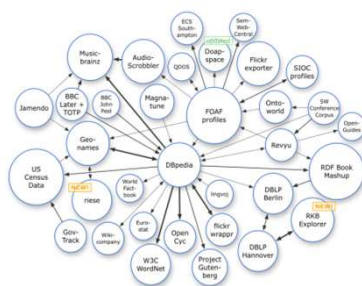 ECS
South-
ampton
Sem-
Web-
Central
Music-
brainz
Audio-
Scrobbler
QDOS
Doap-
space
Flickr
exporter
SIOC
profiles
BBC
Later +
TOTP
BBC
John
Peel
Jamendo
Magna-
tune
FOAF
profiles
Onto-
world
SW
Conference
Corpus
Open-
Guides
Geo-
names
DBpedia
Revyu
US
Census
Data
NEW!
riese
World
Fact-
book
lingvoj
DBLP
Berlin
RDF Book
Mashup
NEW!
RKB
Explorer
Gov-
Track
Wiki-
company
Euro-
stat
Open
Cyc
flickr
wrappr
W3C
WordNet
Project
Guten-
berg
DBLP
Hannover